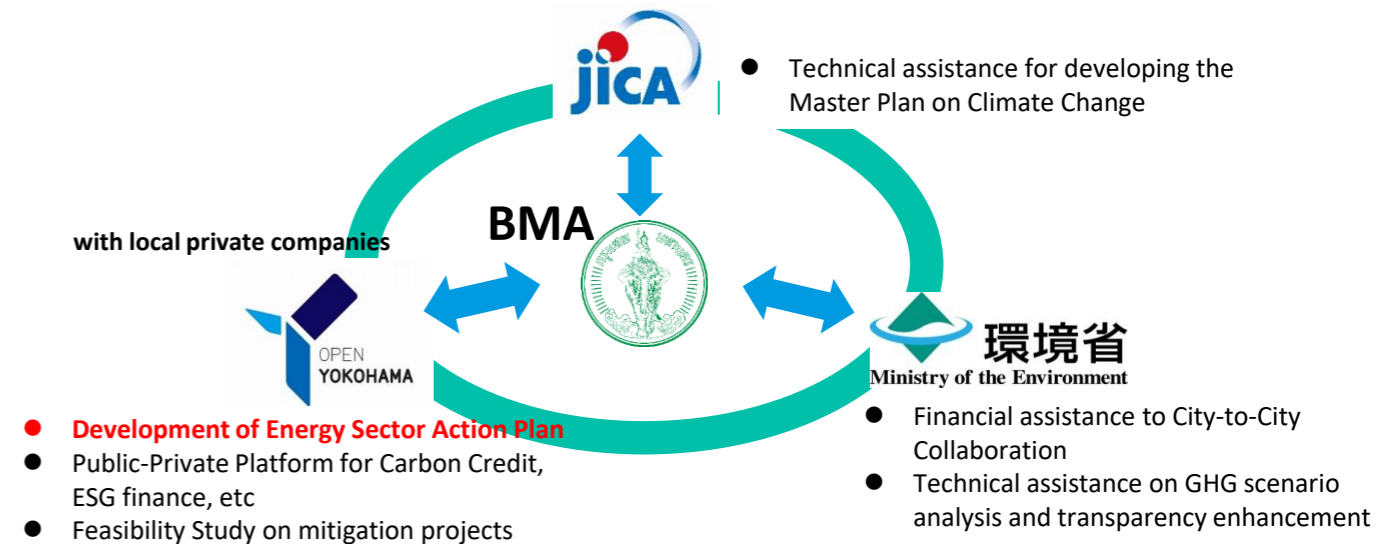 JICA
● Technical assistance for developing the
Master Plan on Climate Change
BMA
with local private companies
OPEN
YOKOHAMA
環境省
Ministry of the Environment
● Development of Energy Sector Action Plan
● Public-Private Platform for Carbon Credit,
ESG finance, etc
● Feasibility Study on mitigation projects
● Financial assistance to City-to-City
Collaboration
● Technical assistance on GHG scenario
analysis and transparency enhancement